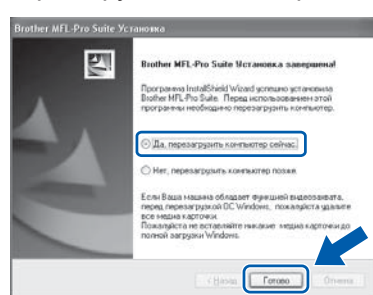 Brother MFL-Pro Suite Установка
Brother MFL-Pro Suite Установка завершена!
Программа InstallShield Wizard успешно установила
Brother MFL-Pro Suite. Перед использованием этой
программы необходимо перезагрузить компьютер.
Да, перезагрузить компьютер сейчас.
Нет, перезагрузить компьютер позже.
Если Ваша машина обладает функцией видеозахвата,
перед перезагрузкой ОС Windows, пожалуйста удалите
все медиа карточки.
Пожалуйста не вставляйте никакие медиа карточки до
полной загрузки Windows.
< Назад Готово Отмена